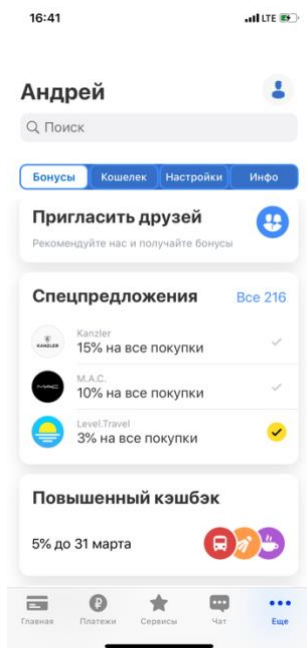 16:41
LTE
Андрей
Поиск
Бонусы Кошелек Настройки Инфо
Пригласить друзей
Рекомендуйте нас и получайте бонусы
Спецпредложения Все 216
KANZLER
Kanzler
15% на все покупки
MAC
M.A.C.
10% на все покупки
Level.Travel
3% на все покупки
Повышенный кэшбэк
5% до 31 марта
Главная Платежи Сервисы Чат Еще